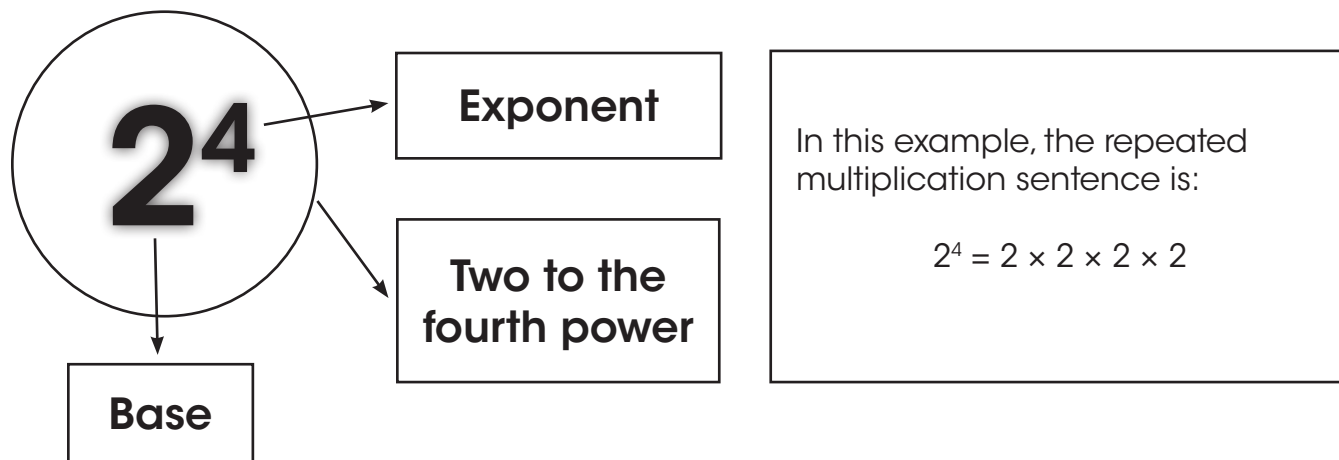 2⁴
Exponent
Two to the
fourth power
Base
In this example, the repeated
multiplication sentence is:
2⁴ = 2 × 2 × 2 × 2